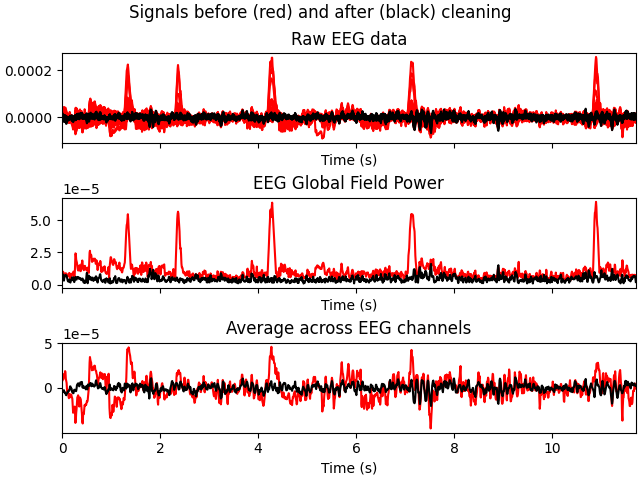 Signals before (red) and after (black) cleaning
Raw EEG data
0.0002
0.0000
Time (s)
EEG Global Field Power
1e−5
5.0
2.5
0.0
Time (s)
Average across EEG channels
1e−5
5
0
0 2 4 6 8 10
Time (s)